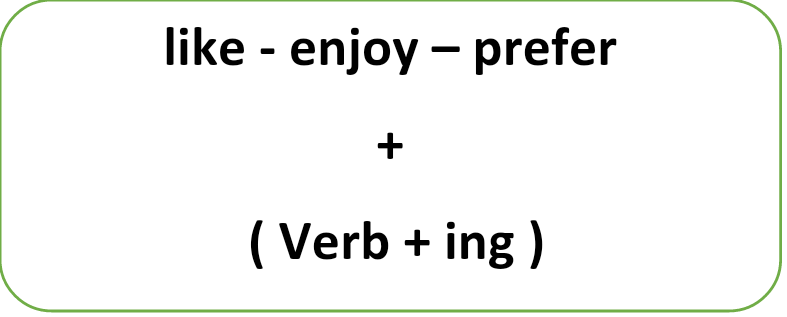 like - enjoy – prefer
+
( Verb + ing )